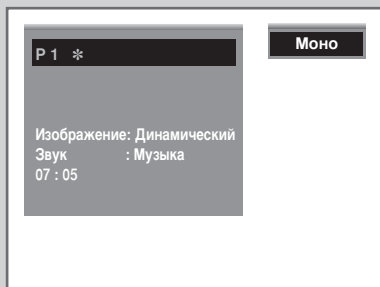 P 1 ✻
Моно
Изображение: Динамический
Звук : Музыка
07 : 05